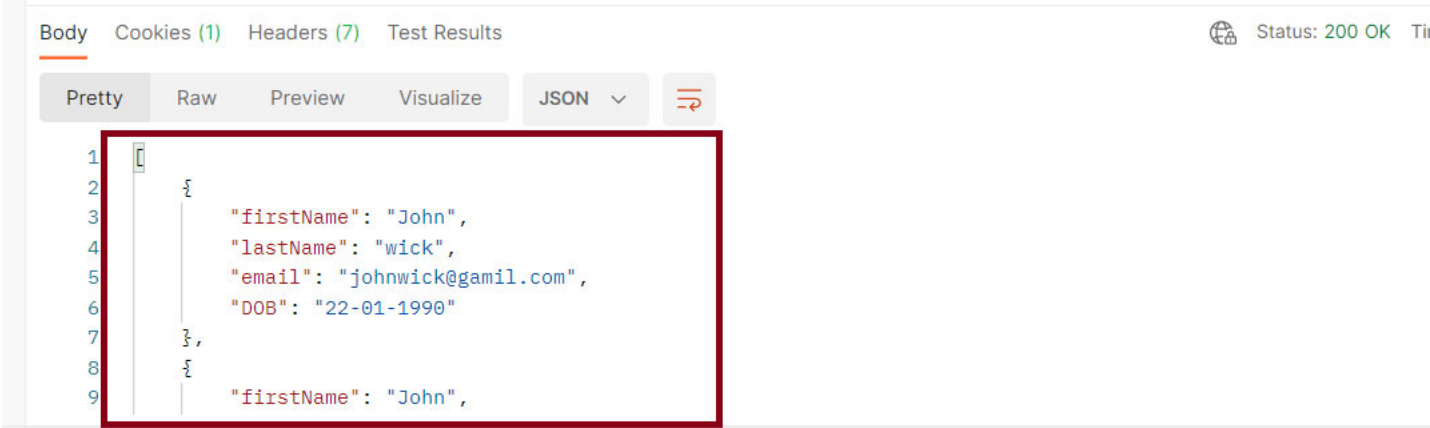 Body Cookies (1) Headers (7) Test Results Status: 200 OK
Pretty Raw Preview Visualize JSON
1 [
2 {
3 "firstName": "John",
4 "lastName": "wick",
5 "email": "johnwick@gamil.com",
6 "DOB": "22-01-1990"
7 },
8 {
9 "firstName": "John",